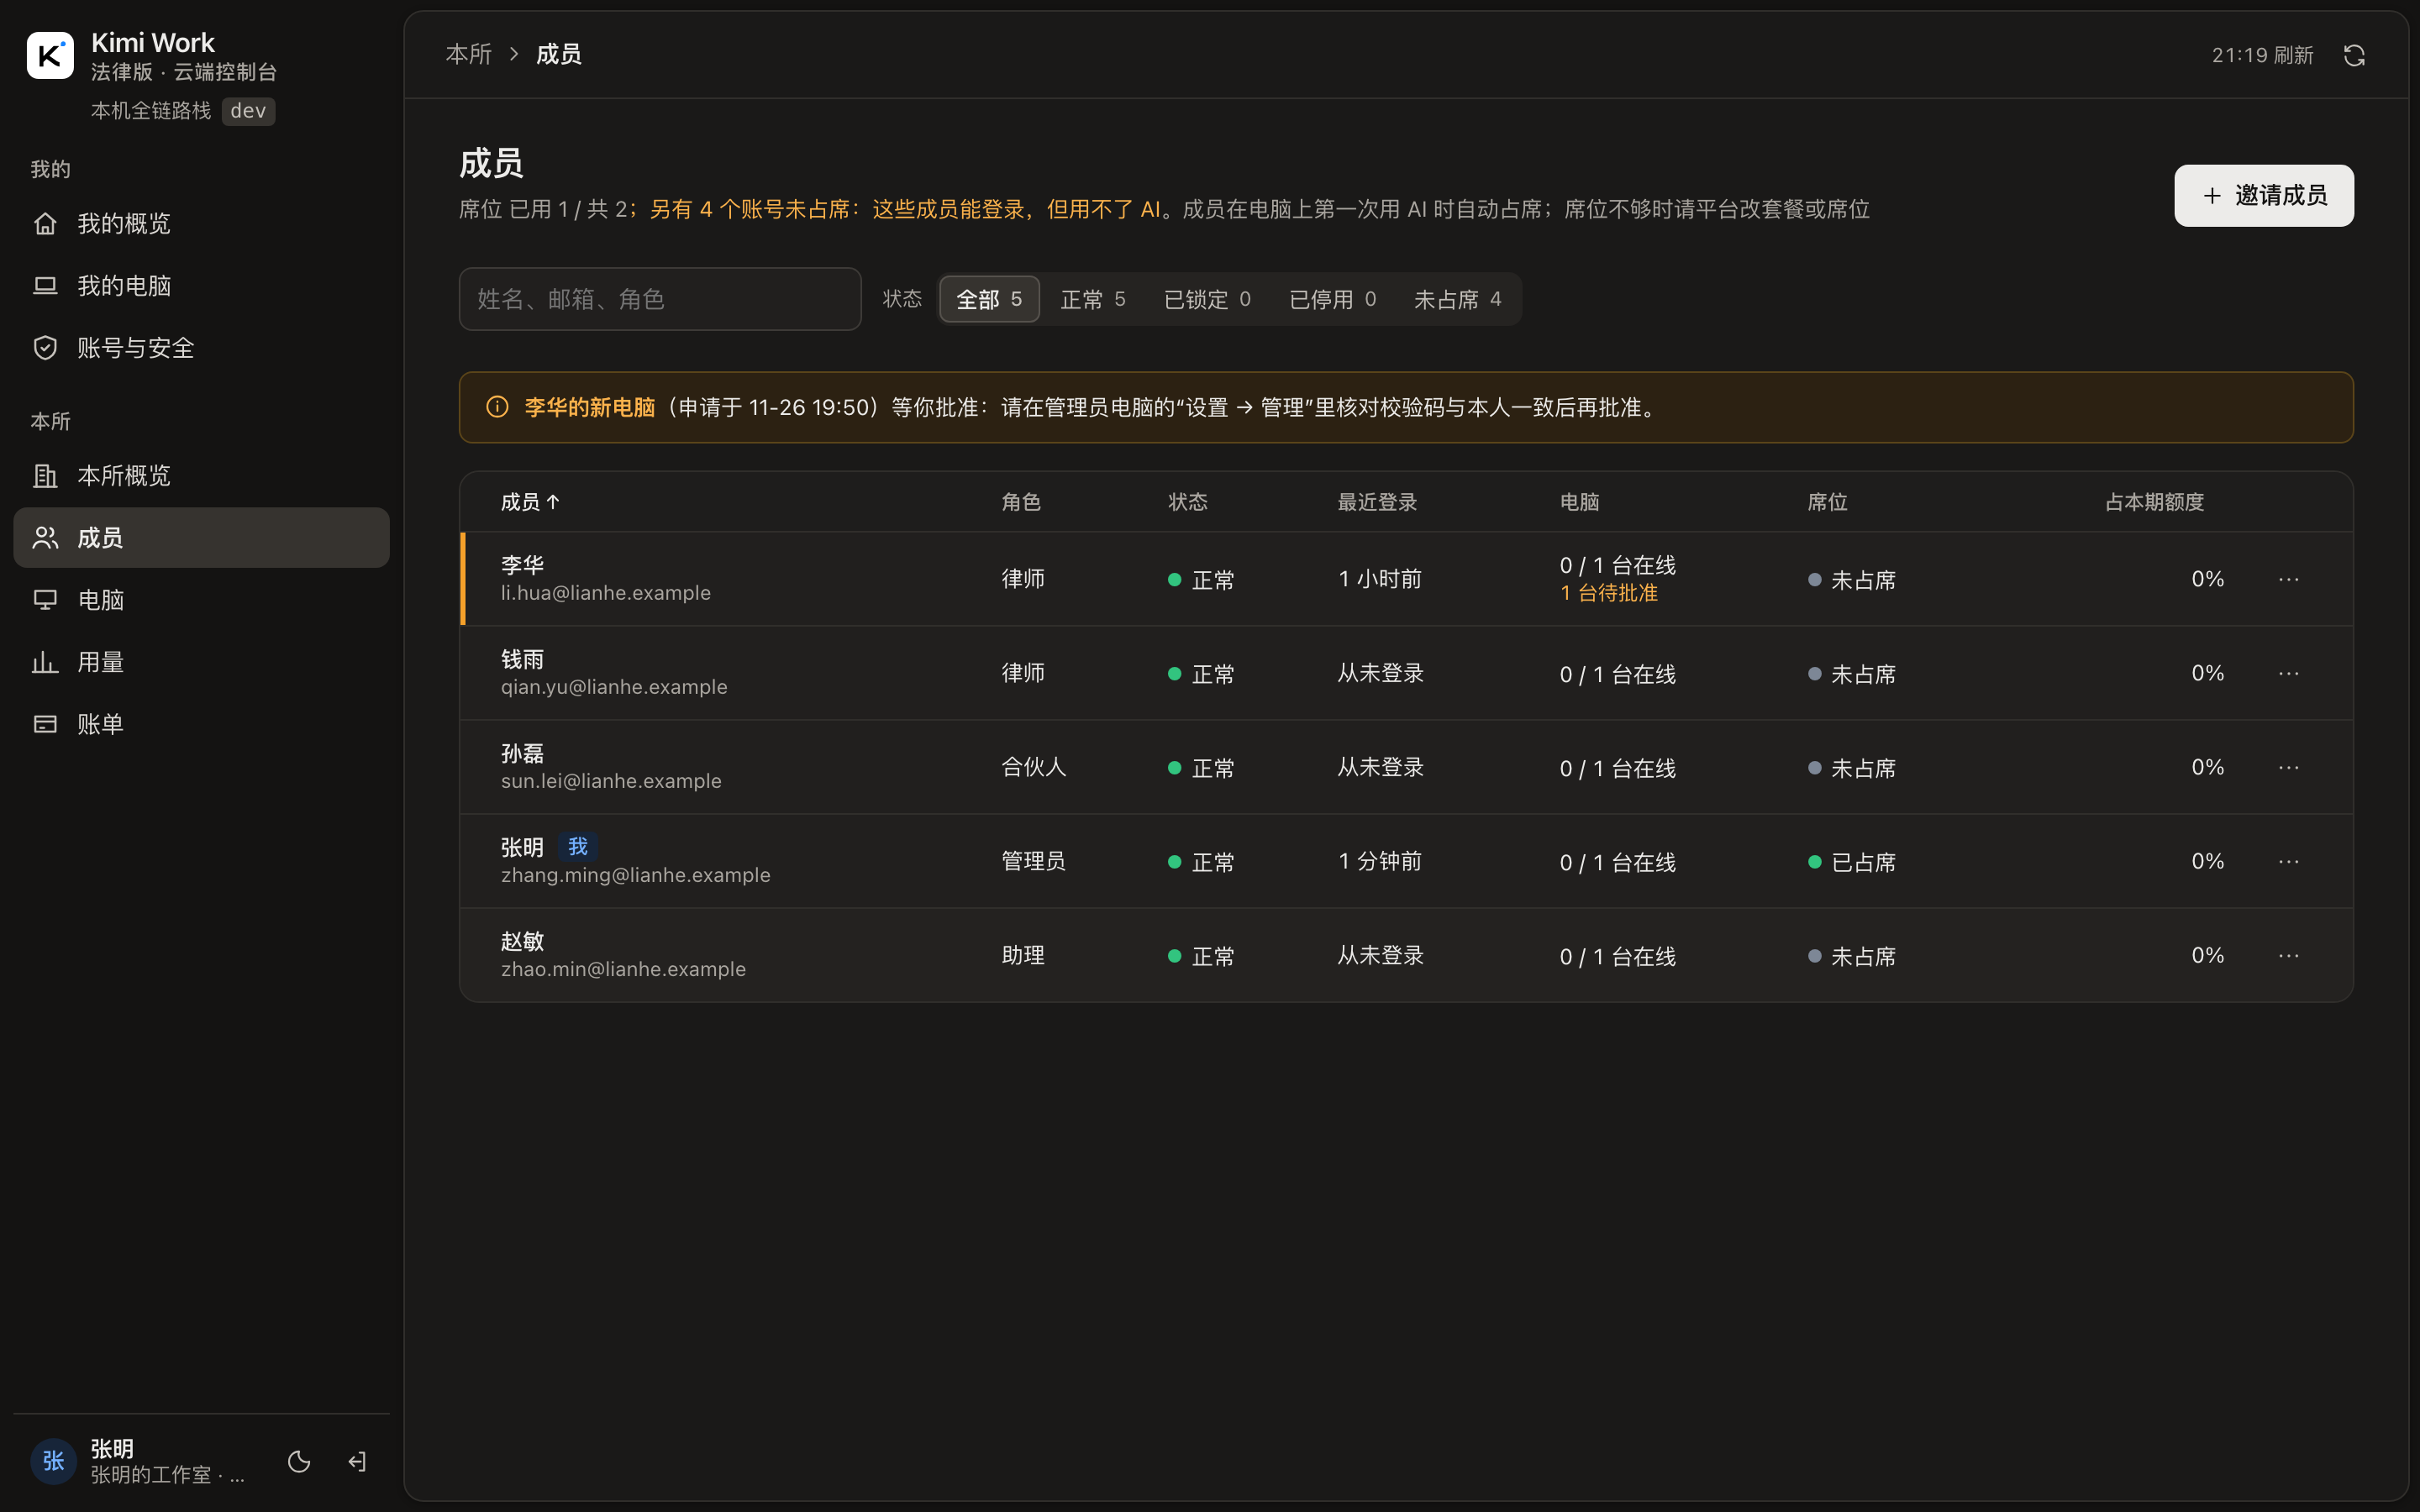 Kimi Work
法律版 · 云端控制台
本机全链路栈 dev
我的
我的概览
我的电脑
账号与安全
本所
本所概览
成员
电脑
用量
账单
张
张明
张明的工作室 · ...
本所 > 成员
21:19 刷新
成员
席位 已用 1 / 共 2；另有 4 个账号未占席：这些成员能登录，但用不了 AI。成员在电脑上第一次用 AI 时自动占席；席位不够时请平台改套餐或席位
+ 邀请成员
姓名、邮箱、角色
状态 全部 5 正常 5 已锁定 0 已停用 0 未占席 4
李华的新电脑（申请于 11-26 19:50）等你批准：请在管理员电脑的“设置 → 管理”里核对校验码与本人一致后再批准。
成员 ↑ 角色 状态 最近登录 电脑 席位 占本期额度
李华
li.hua@lianhe.example
律师 正常 1 小时前 0 / 1 台在线
1 台待批准
未占席 0% ···
钱雨
qian.yu@lianhe.example
律师 正常 从未登录 0 / 1 台在线 未占席 0% ···
孙磊
sun.lei@lianhe.example
合伙人 正常 从未登录 0 / 1 台在线 未占席 0% ···
张明 我
zhang.ming@lianhe.example
管理员 正常 1 分钟前 0 / 1 台在线 已占席 0% ···
赵敏
zhao.min@lianhe.example
助理 正常 从未登录 0 / 1 台在线 未占席 0% ···